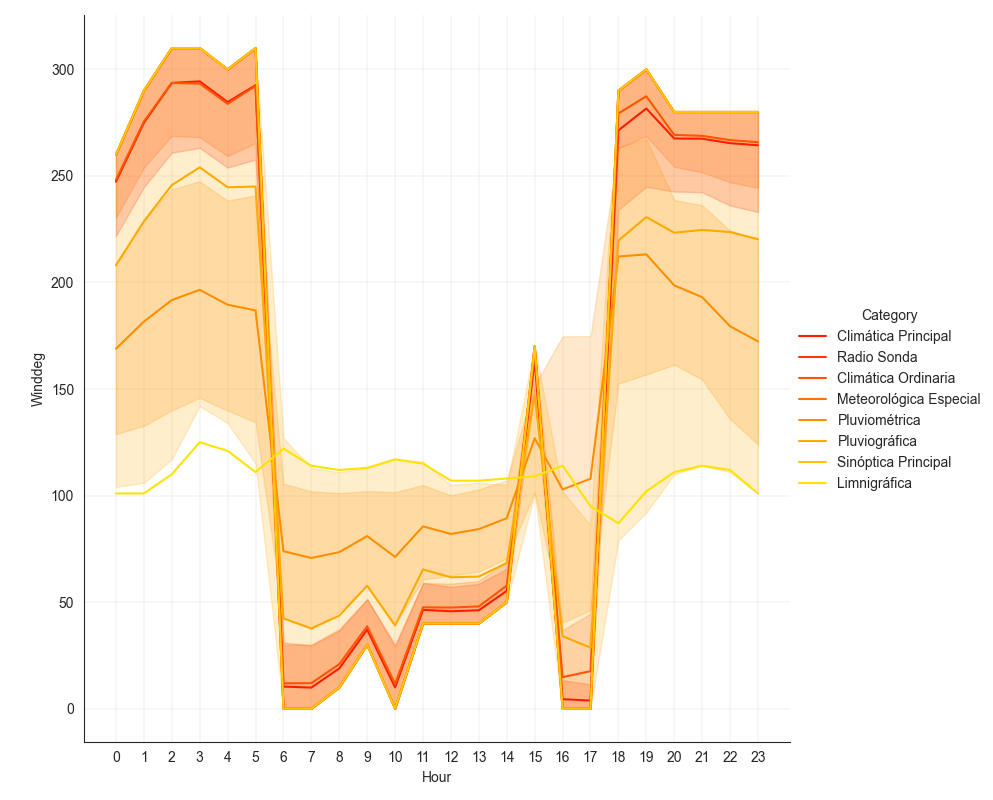 300
250
200
150
100
50
0
Winddeg
0 1 2 3 4 5 6 7 8 9 10 11 12 13 14 15 16 17 18 19 20 21 22 23
Hour
Category
Climática Principal
Radio Sonda
Climática Ordinaria
Meteorológica Especial
Pluviométrica
Pluviográfica
Sinóptica Principal
Limnigráfica